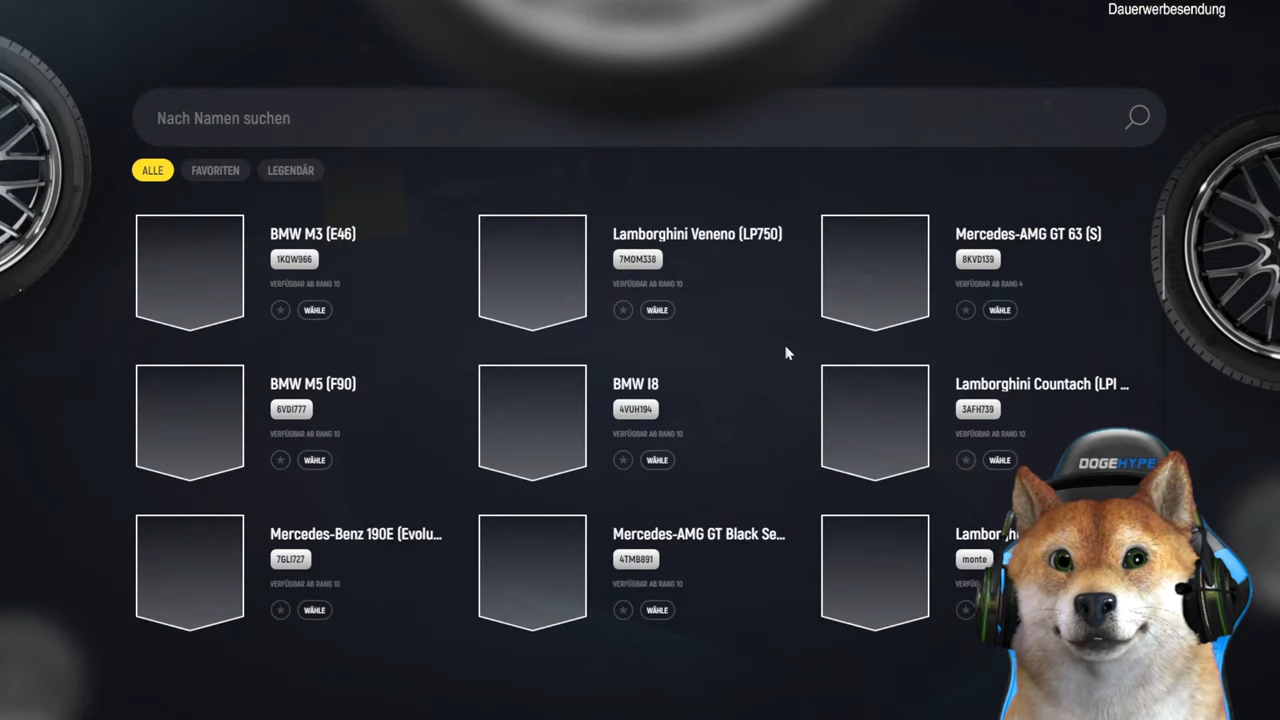 Dauerwerbesendung
Nach Namen suchen
ALLE
FAVORITEN
LEGENDÄR
BMW M3 (E46)
1KQW966
VERFÜGBAR AB RANG 10
WÄHLE
Lamborghini Veneno (LP750)
7MOM338
VERFÜGBAR AB RANG 10
WÄHLE
Mercedes-AMG GT 63 (S)
8KVD139
VERFÜGBAR AB RANG 4
WÄHLE
BMW M5 (F90)
6VDI777
VERFÜGBAR AB RANG 10
WÄHLE
BMW I8
4VUH194
VERFÜGBAR AB RANG 10
WÄHLE
Lamborghini Countach (LPI ...
3AFH739
VERFÜGBAR AB RANG 10
WÄHLE
Mercedes-Benz 190E (Evolu...
7GLI727
VERFÜGBAR AB RANG 10
WÄHLE
Mercedes-AMG GT Black Se...
4TMB891
VERFÜGBAR AB RANG 10
WÄHLE
monte
DOGEHYPE